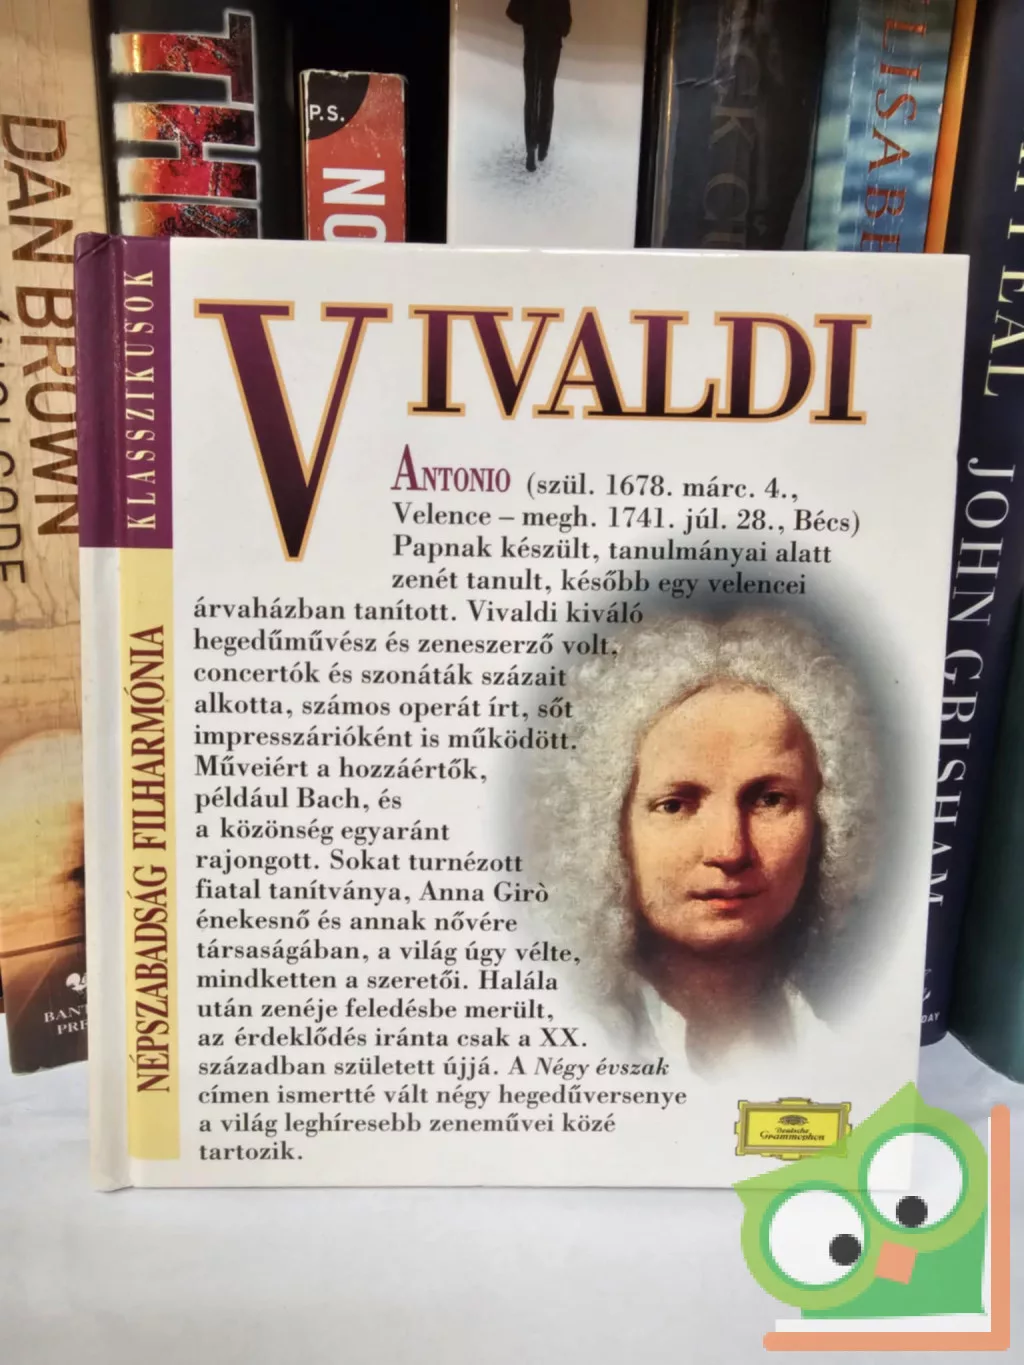 DAN BROWN
P.S.
NO
LISABE
JOHN GRISHAM
KLASSZIKUSOK
NÉPSZABADSÁG FILHARMÓNIA
VIVALDI
ANTONIO (szül. 1678. márc. 4.,
Velence – megh. 1741. júl. 28., Bécs)
Papnak készült, tanulmányai alatt
zenét tanult, később egy velencei
árvaházban tanított. Vivaldi kiváló
hegedűművész és zeneszerző volt,
concertók és szonáták százait
alkotta, számos operát írt, sőt
impresszárióként is működött.
Műveiért a hozzáértők,
például Bach, és
a közönség egyaránt
rajongott. Sokat turnézott
fiatal tanítványa, Anna Girò
énekesnő és annak nővére
társaságában, a világ úgy vélte,
mindketten a szeretői. Halála
után zenéje feledésbe merült,
az érdeklődés iránta csak a XX.
században született újjá. A Négy évszak
címen ismertté vált négy hegedűversenye
a világ leghíresebb zeneművei közé
tartozik.
Deutsche
Grammophon